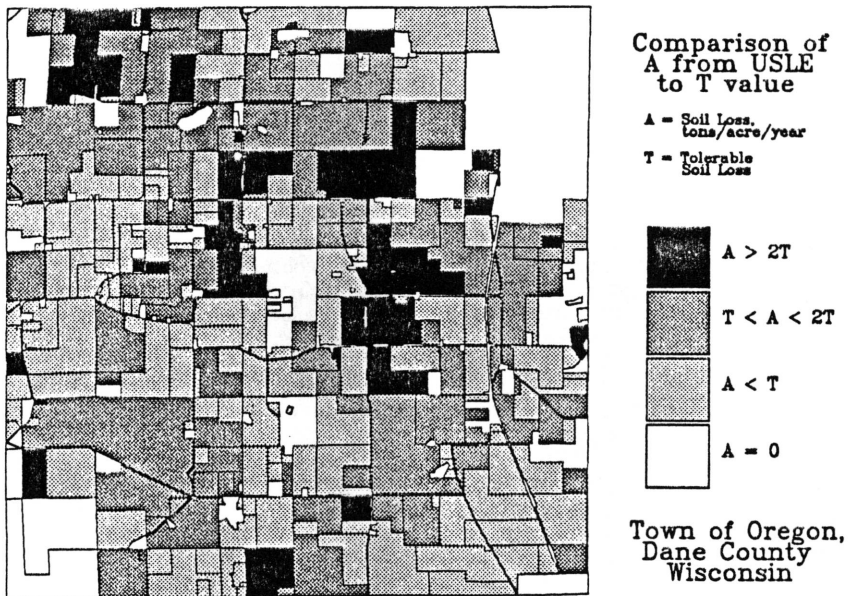 Comparison of
A from USLE
to T value
A = Soil Loss,
tons/acre/year
T = Tolerable
Soil Loss
A > 2T
T < A < 2T
A < T
A = 0
Town of Oregon,
Dane County
Wisconsin